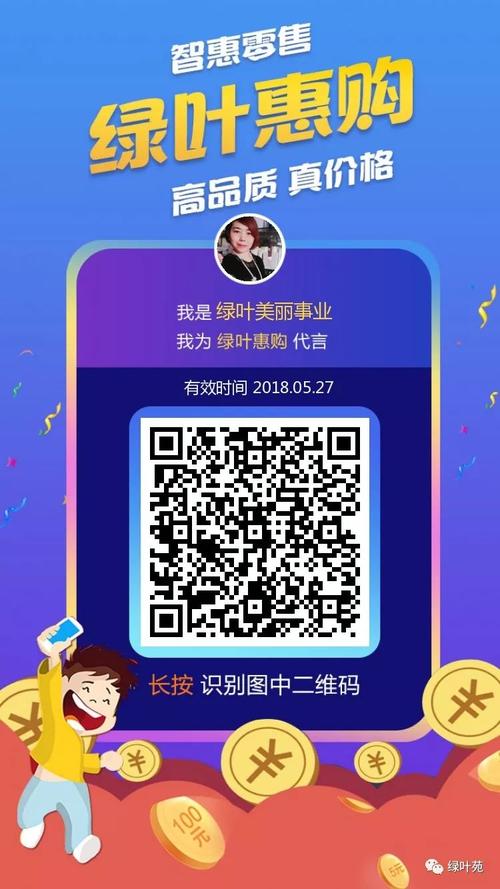 智惠零售
绿叶惠购
高品质 真价格
我是 绿叶美丽事业
我为 绿叶惠购 代言
有效时间 2018.05.27
长按 识别图中二维码
¥
¥
¥
¥
¥
100元
5元
绿叶苑